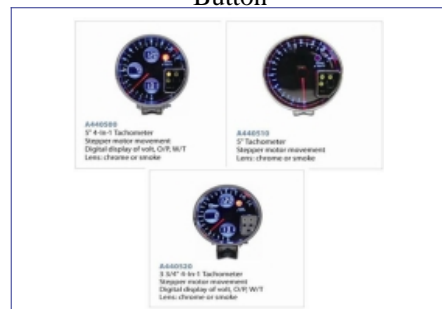 Button
A440500
5" 4-In-1 Tachometer
Stepper motor movement
Digital display of volt, O/P, W/T
Lens: chrome or smoke
A440510
5" Tachometer
Stepper motor movement
Lens: chrome or smoke
A440520
3 3/4" 4-In-1 Tachometer
Stepper motor movement
Digital display of volt, O/P, W/T
Lens: chrome or smoke